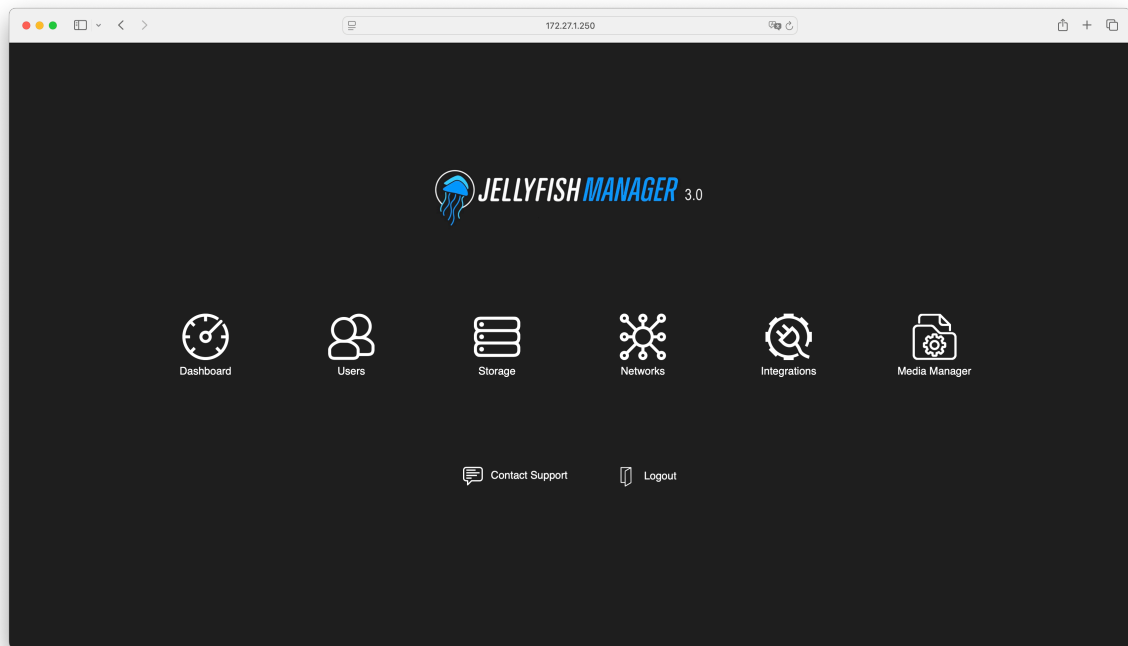 172.27.1.250
JELLYFISH MANAGER 3.0
Dashboard Users Storage Networks Integrations Media Manager
Contact Support Logout